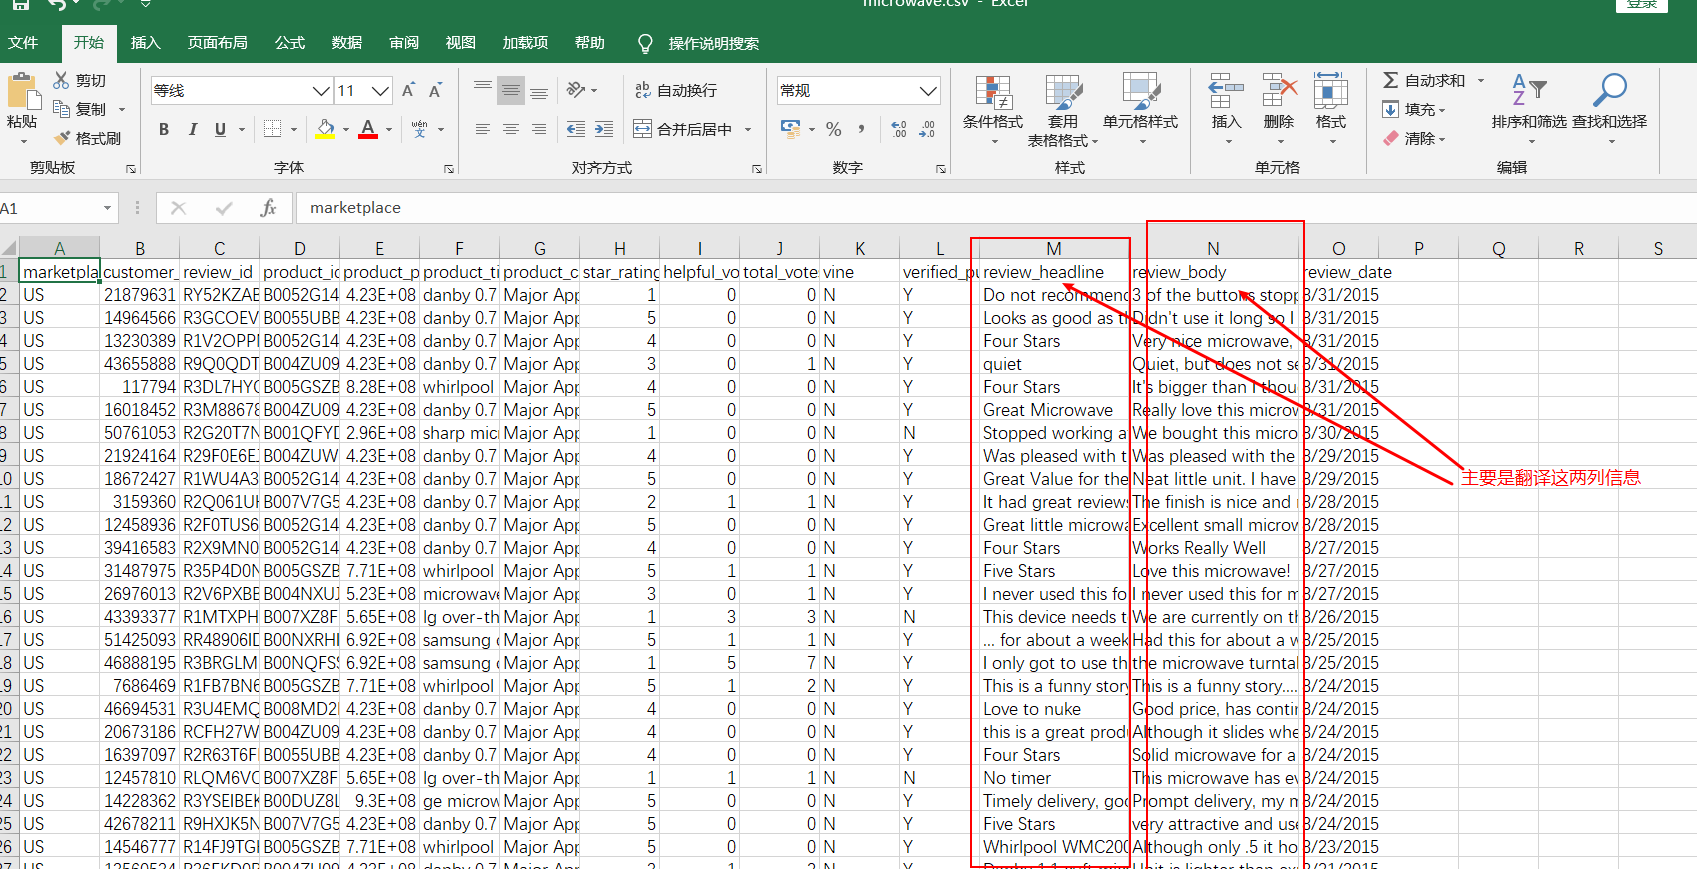 microwave.csv - Excel
登录
文件 开始 插入 页面布局 公式 数据 审阅 视图 加载项 帮助 操作说明搜索
剪切
复制
格式刷
粘贴
剪贴板
等线 11
B I U A wén 文
字体
ab 自动换行
合并后居中
对齐方式
常规
% ,
数字
条件格式 套用 表格格式 单元格样式
样式
插入 删除 格式
单元格
自动求和
填充
清除
排序和筛选 查找和选择
编辑
A1 fx marketplace
A B C D E F G H I J K L M N O P Q R S
1 marketpla customer_ review_id product_id product_p product_ti product_c star_rating helpful_vo total_vote vine verified_pu review_headline review_body review_date
2 US 21879631 RY52KZAE B0052G14 4.23E+08 danby 0.7 Major App 1 0 0 N Y Do not recommend 3 of the buttons stopp 8/31/2015
3 US 14964566 R3GCOEV B0055UBB 4.23E+08 danby 0.7 Major App 5 0 0 N Y Looks as good as th Didn't use it long so I 8/31/2015
4 US 13230389 R1V2OPPI B0052G14 4.23E+08 danby 0.7 Major App 4 0 0 N Y Four Stars Very nice microwave, 8/31/2015
5 US 43655888 R9Q0QDT B004ZU09 4.23E+08 danby 0.7 Major App 3 0 1 N Y quiet Quiet, but does not se 8/31/2015
6 US 117794 R3DL7HYC B005GSZB 8.28E+08 whirlpool Major App 4 0 0 N Y Four Stars It's bigger than I thou 8/31/2015
7 US 16018452 R3M88678 B004ZU09 4.23E+08 danby 0.7 Major App 5 0 0 N Y Great Microwave Really love this microw 8/31/2015
8 US 50761053 R2G20T7N B001QFYD 2.96E+08 sharp micr Major App 1 0 0 N N Stopped working a We bought this micro 8/30/2015
9 US 21924164 R29F0E6E B004ZUW 4.23E+08 danby 0.7 Major App 4 0 0 N Y Was pleased with t Was pleased with the 8/29/2015
10 US 18672427 R1WU4A3 B0052G14 4.23E+08 danby 0.7 Major App 5 0 0 N Y Great Value for the Neat little unit. I have 8/29/2015
11 US 3159360 R2Q061UH B007V7G5 4.23E+08 danby 0.7 Major App 2 1 1 N Y It had great reviews The finish is nice and 8/28/2015
12 US 12458936 R2F0TUS6 B0052G14 4.23E+08 danby 0.7 Major App 5 0 0 N Y Great little microwa Excellent small microw 8/28/2015
13 US 39416583 R2X9MN0 B0052G14 4.23E+08 danby 0.7 Major App 4 0 0 N Y Four Stars Works Really Well 8/27/2015
14 US 31487975 R35P4D0N B005GSZB 7.71E+08 whirlpool Major App 5 1 1 N Y Five Stars Love this microwave! 8/27/2015
15 US 26976013 R2V6PXBE B004NXUJ 5.23E+08 microwave Major App 3 0 1 N Y I never used this fo I never used this for m 8/27/2015
16 US 43393377 R1MTXPH B007XZ8F 5.65E+08 lg over-th Major App 1 3 3 N N This device needs t We are currently on th 8/26/2015
17 US 51425093 RR48906ID B00NXRHI 6.92E+08 samsung Major App 5 1 1 N Y ... for about a week Had this for about a w 8/25/2015
18 US 46888195 R3BRGLM B00NQFS 6.92E+08 samsung Major App 1 5 7 N Y I only got to use th the microwave turntal 8/25/2015
19 US 7686469 R1FB7BN6 B005GSZB 7.71E+08 whirlpool Major App 5 1 2 N Y This is a funny story This is a funny story.... 8/24/2015
20 US 46694531 R3U4EMQ B008MD2 4.23E+08 danby 0.7 Major App 4 0 0 N Y Love to nuke Good price, has conti 8/24/2015
21 US 20673186 RCFH27W B004ZU09 4.23E+08 danby 0.7 Major App 4 0 0 N Y this is a great prod Although it slides whe 8/24/2015
22 US 16397097 R2R63T6F B0055UBB 4.23E+08 danby 0.7 Major App 4 0 0 N Y Four Stars Solid microwave for a 8/24/2015
23 US 12457810 RLQM6VC B007XZ8F 5.65E+08 lg over-th Major App 1 1 1 N N No timer This microwave has ev 8/24/2015
24 US 14228362 R3YSEIBEK B00DUZ8L 9.3E+08 ge microw Major App 5 0 0 N Y Timely delivery, goo Prompt delivery, my m 8/24/2015
25 US 42678211 R9HXJK5N B007V7G5 4.23E+08 danby 0.7 Major App 5 0 0 N Y Five Stars very attractive and use 8/24/2015
26 US 14546777 R14FJ9TGI B005GSZB 7.71E+08 whirlpool Major App 5 0 0 N Y Whirlpool WMC200 Although only .5 it ho 8/23/2015
主要是翻译这两列信息